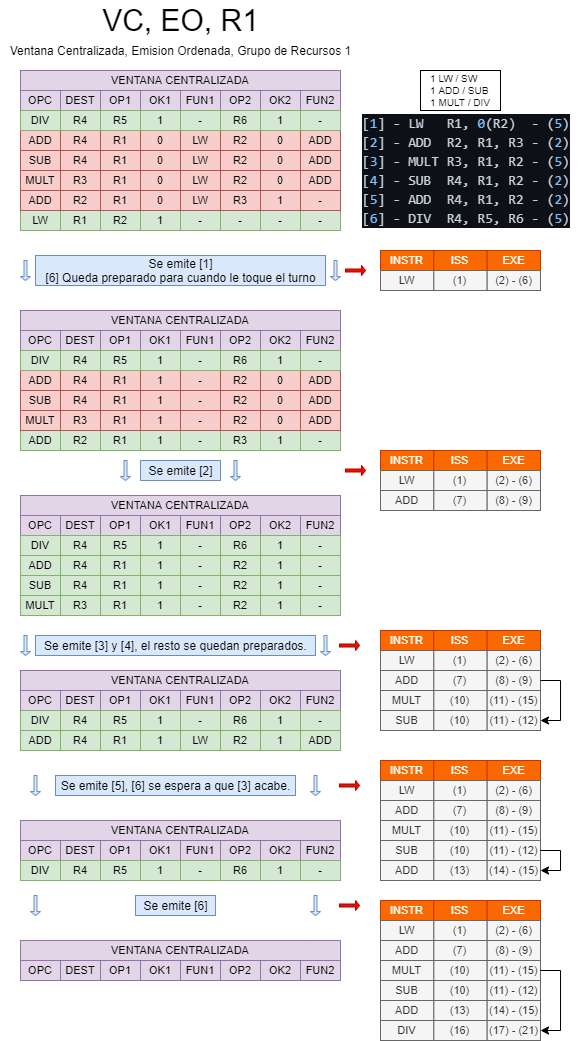 VC, EO, R1
Ventana Centralizada, Emision Ordenada, Grupo de Recursos 1
VENTANA CENTRALIZADA
OPC DEST OP1 OK1 FUN1 OP2 OK2 FUN2
DIV R4 R5 1 - R6 1 -
ADD R4 R1 0 LW R2 0 ADD
SUB R4 R1 0 LW R2 0 ADD
MULT R3 R1 0 LW R2 0 ADD
ADD R2 R1 0 LW R3 1 -
LW R1 R2 1 - - - -
1 LW / SW
1 ADD / SUB
1 MULT / DIV
[1] - LW R1, 0(R2) - (5)
[2] - ADD R2, R1, R3 - (2)
[3] - MULT R3, R1, R2 - (5)
[4] - SUB R4, R1, R2 - (2)
[5] - ADD R4, R1, R2 - (2)
[6] - DIV R4, R5, R6 - (5)
Se emite [1]
[6] Queda preparado para cuando le toque el turno
INSTR ISS EXE
LW (1) (2) - (6)
VENTANA CENTRALIZADA
OPC DEST OP1 OK1 FUN1 OP2 OK2 FUN2
DIV R4 R5 1 - R6 1 -
ADD R4 R1 1 - R2 0 ADD
SUB R4 R1 1 - R2 0 ADD
MULT R3 R1 1 - R2 0 ADD
ADD R2 R1 1 - R3 1 -
Se emite [2]
INSTR ISS EXE
LW (1) (2) - (6)
ADD (7) (8) - (9)
VENTANA CENTRALIZADA
OPC DEST OP1 OK1 FUN1 OP2 OK2 FUN2
DIV R4 R5 1 - R6 1 -
ADD R4 R1 1 - R2 1 -
SUB R4 R1 1 - R2 1 -
MULT R3 R1 1 - R2 1 -
Se emite [3] y [4], el resto se quedan preparados.
INSTR ISS EXE
LW (1) (2) - (6)
ADD (7) (8) - (9)
MULT (10) (11) - (15)
SUB (10) (11) - (12)
VENTANA CENTRALIZADA
OPC DEST OP1 OK1 FUN1 OP2 OK2 FUN2
DIV R4 R5 1 - R6 1 -
ADD R4 R1 1 LW R2 1 ADD
Se emite [5], [6] se espera a que [3] acabe.
INSTR ISS EXE
LW (1) (2) - (6)
ADD (7) (8) - (9)
MULT (10) (11) - (15)
SUB (10) (11) - (12)
ADD (13) (14) - (15)
VENTANA CENTRALIZADA
OPC DEST OP1 OK1 FUN1 OP2 OK2 FUN2
DIV R4 R5 1 - R6 1 -
Se emite [6]
INSTR ISS EXE
LW (1) (2) - (6)
ADD (7) (8) - (9)
MULT (10) (11) - (15)
SUB (10) (11) - (12)
ADD (13) (14) - (15)
DIV (16) (17) - (21)
VENTANA CENTRALIZADA
OPC DEST OP1 OK1 FUN1 OP2 OK2 FUN2